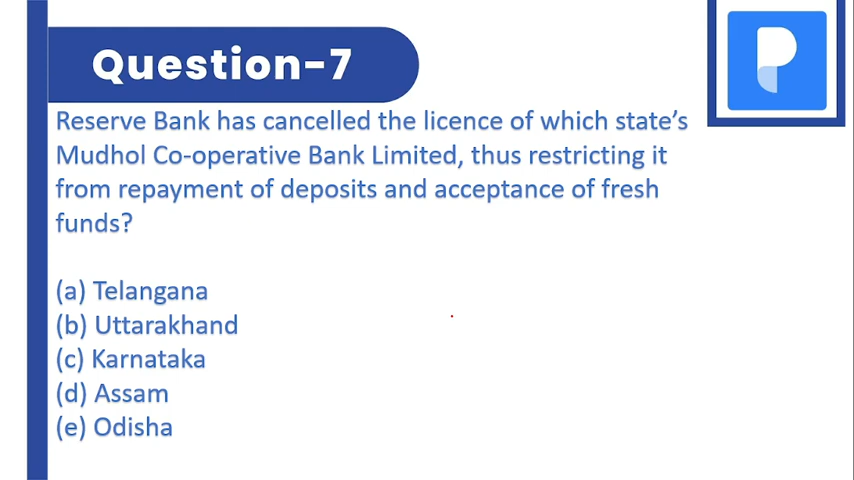 Question-7
Reserve Bank has cancelled the licence of which state's
Mudhol Co-operative Bank Limited, thus restricting it
from repayment of deposits and acceptance of fresh
funds?
(a) Telangana
(b) Uttarakhand
(c) Karnataka
(d) Assam
(e) Odisha